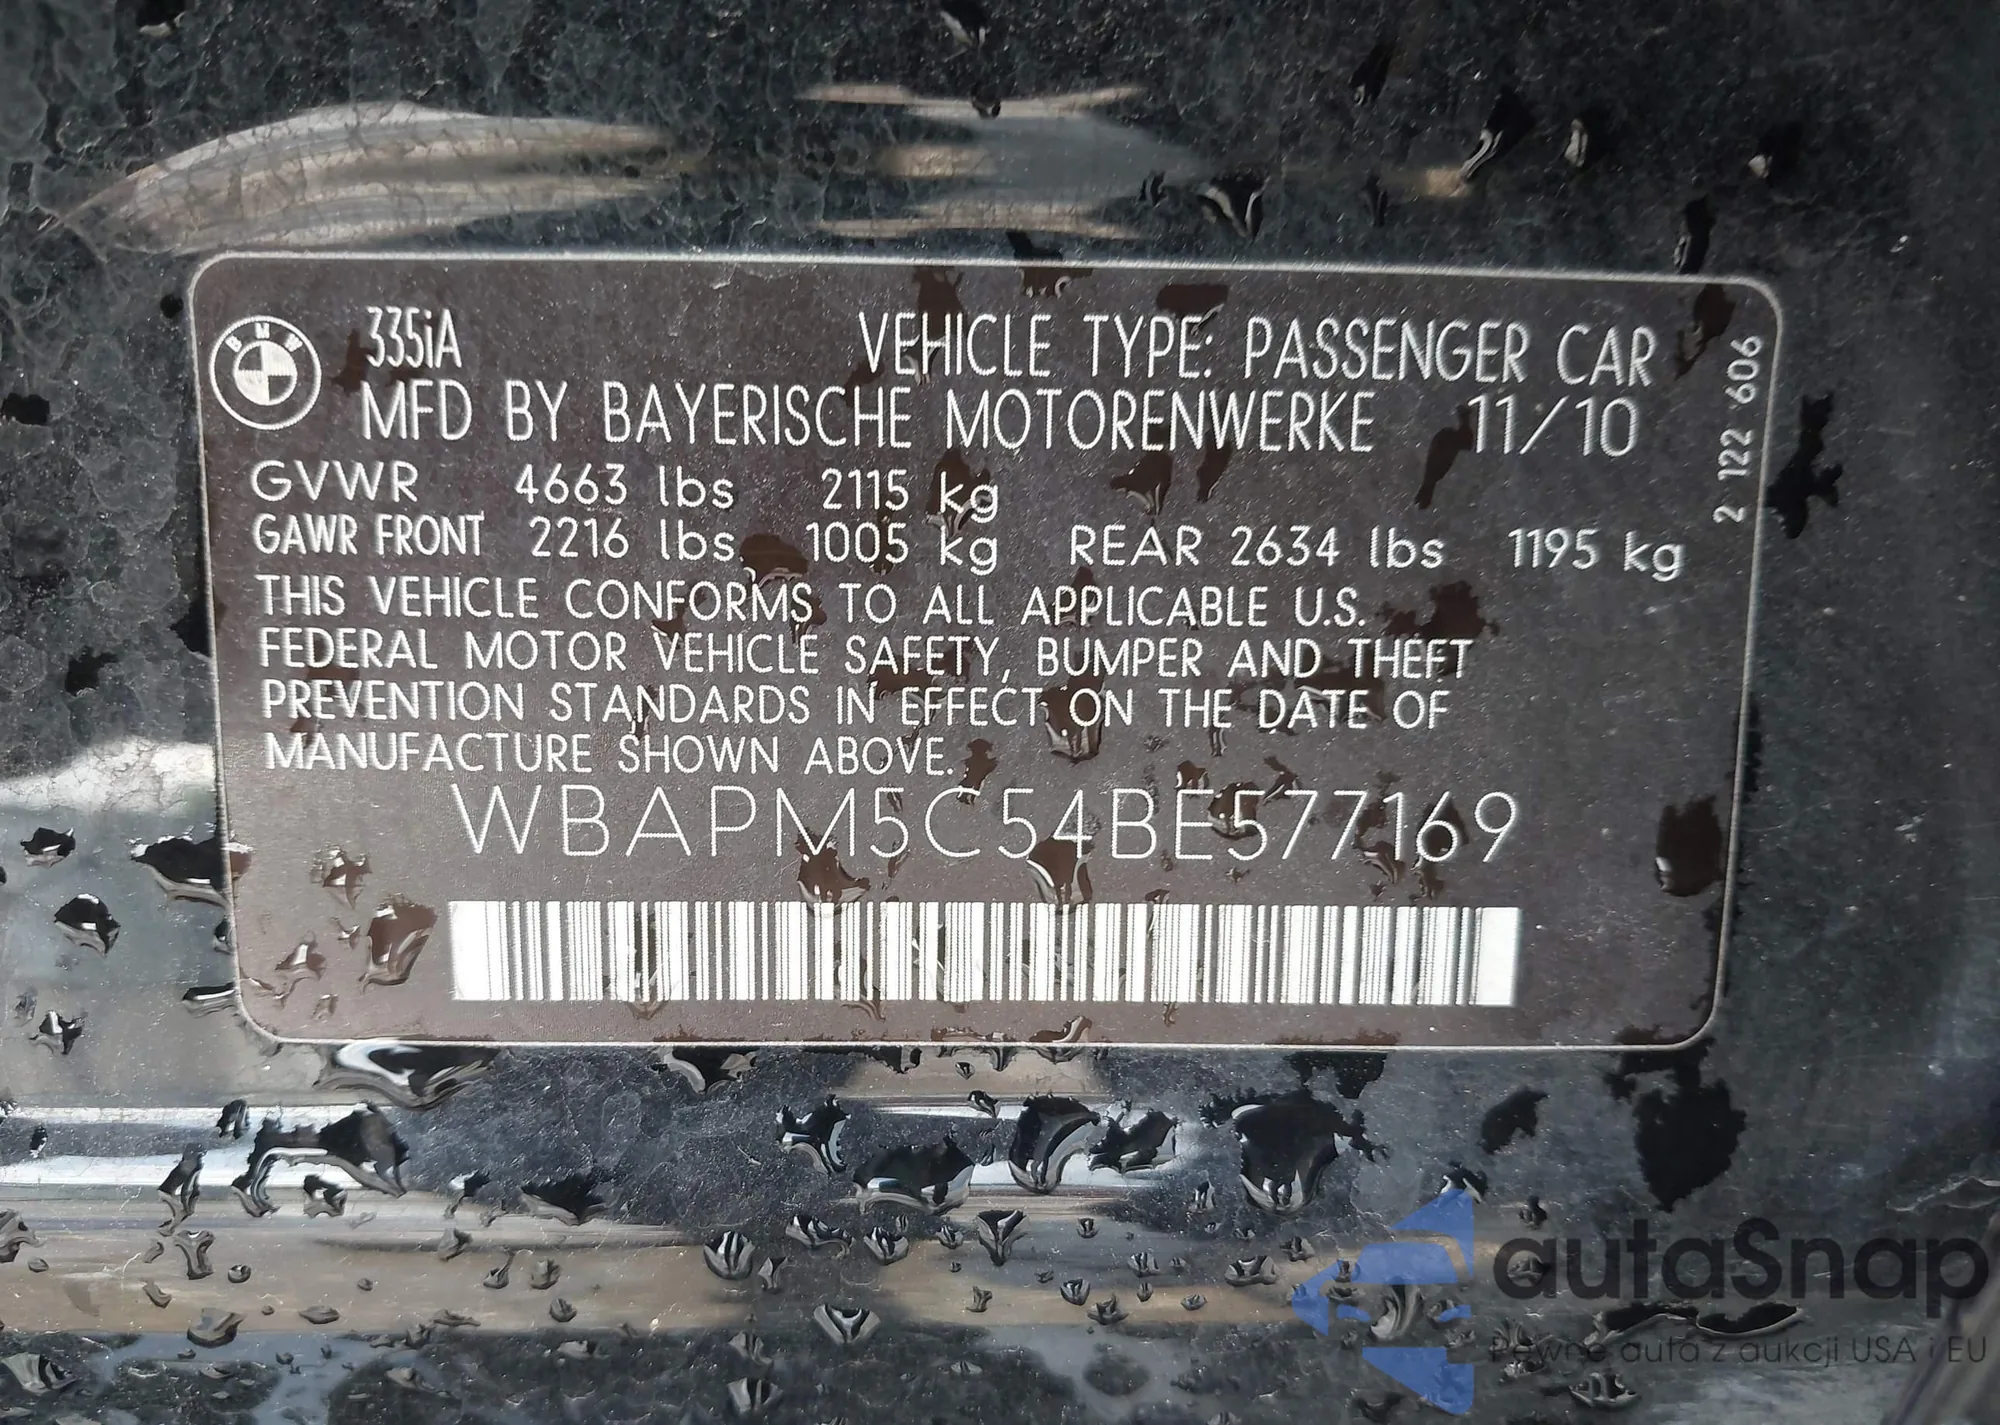 BMW
335iA
VEHICLE TYPE: PASSENGER CAR
MFD BY BAYERISCHE MOTORENWERKE 11/10
GVWR 4663 lbs 2115 kg
GAWR FRONT 2216 lbs 1005 kg REAR 2634 lbs 1195 kg
THIS VEHICLE CONFORMS TO ALL APPLICABLE U.S.
FEDERAL MOTOR VEHICLE SAFETY, BUMPER AND THEFT
PREVENTION STANDARDS IN EFFECT ON THE DATE OF
MANUFACTURE SHOWN ABOVE.
WBAPM5C54BE577169
2 122 606
autaSnap
Pewne auta z aukcji USA i EU